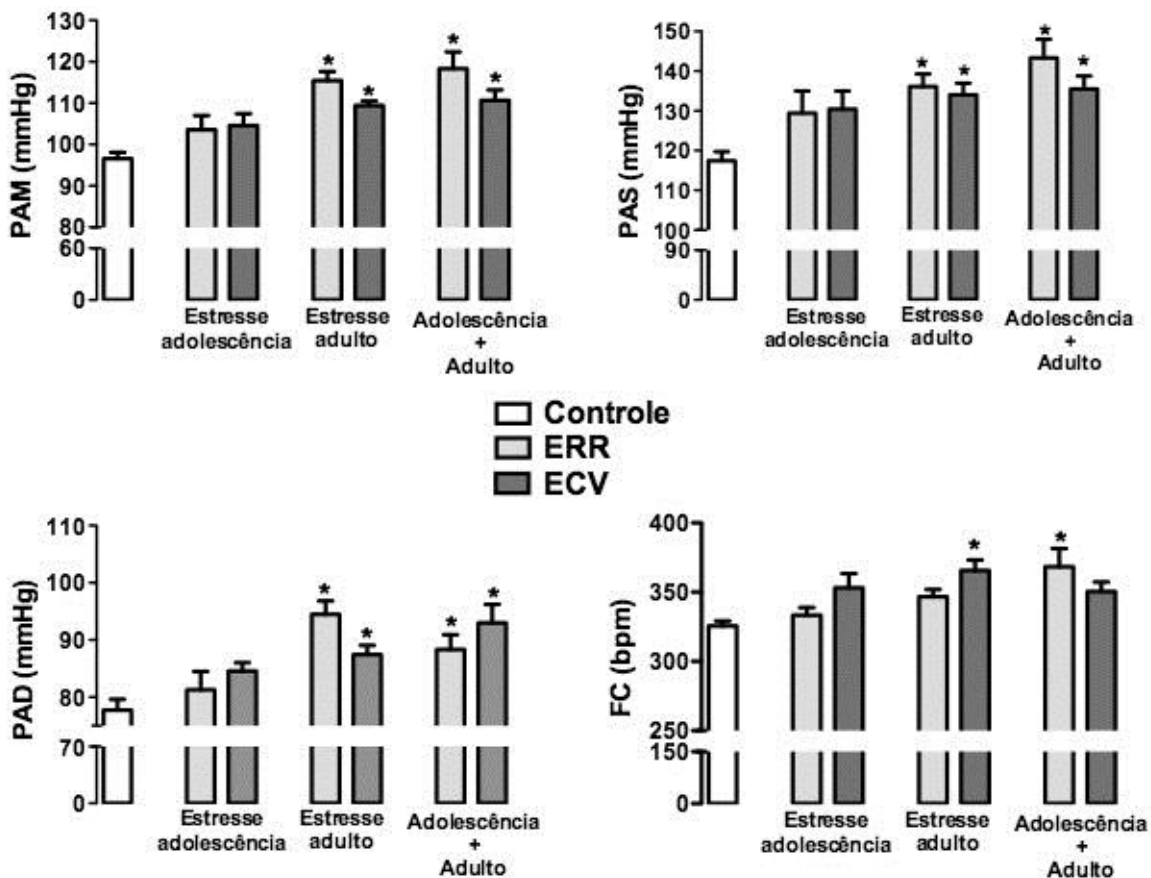 PAM (mmHg)
130
120
110
100
90
80
60
0
* * * *
Estresse adolescência
Estresse adulto
Adolescência + Adulto
PAS (mmHg)
150
140
130
120
110
100
90
0
* * * *
Estresse adolescência
Estresse adulto
Adolescência + Adulto
Controle
ERR
ECV
PAD (mmHg)
110
100
90
80
70
0
* * * *
Estresse adolescência
Estresse adulto
Adolescência + Adulto
FC (bpm)
400
350
300
250
150
0
* *
Estresse adolescência
Estresse adulto
Adolescência + Adulto